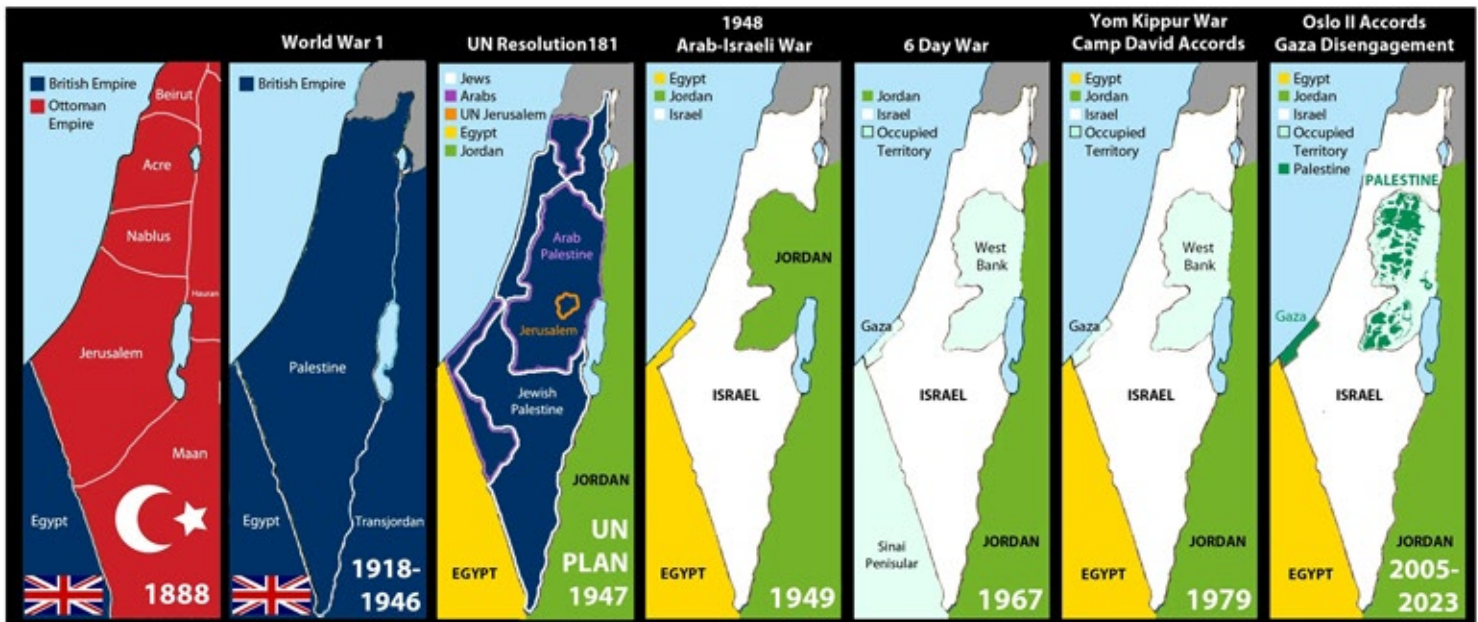 World War 1
UN Resolution181
1948
Arab-Israeli War
6 Day War
Yom Kippur War
Camp David Accords
Oslo II Accords
Gaza Disengagement
British Empire
Ottoman
Empire
Beirut
Acre
Nablus
Hauran
Jerusalem
Maan
Egypt
1888
British Empire
Palestine
Egypt
Transjordan
1918-
1946
Jews
Arabs
UN Jerusalem
Egypt
Jordan
Arab
Palestine
Jerusalem
Jewish
Palestine
JORDAN
UN
PLAN
EGYPT
1947
Egypt
Jordan
Israel
JORDAN
ISRAEL
EGYPT
1949
Jordan
Israel
Occupied
Territory
West
Bank
Gaza
ISRAEL
Sinai
Penisular
JORDAN
1967
Egypt
Jordan
Israel
Occupied
Territory
West
Bank
Gaza
ISRAEL
JORDAN
EGYPT
1979
Egypt
Jordan
Israel
Occupied
Territory
Palestine
PALESTINE
Gaza
ISRAEL
JORDAN
EGYPT
2005-
2023